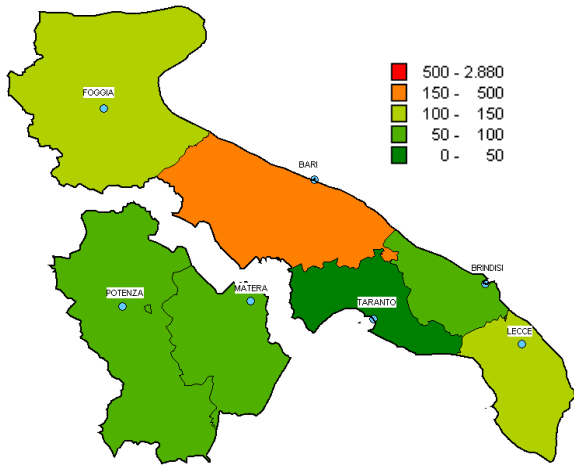 500 - 2.880
150 - 500
FOGGIA
100 - 150
50 - 100
0 - 50
BARI
BRINDISI
MATERA
POTENZA
TARANTO
LECCE